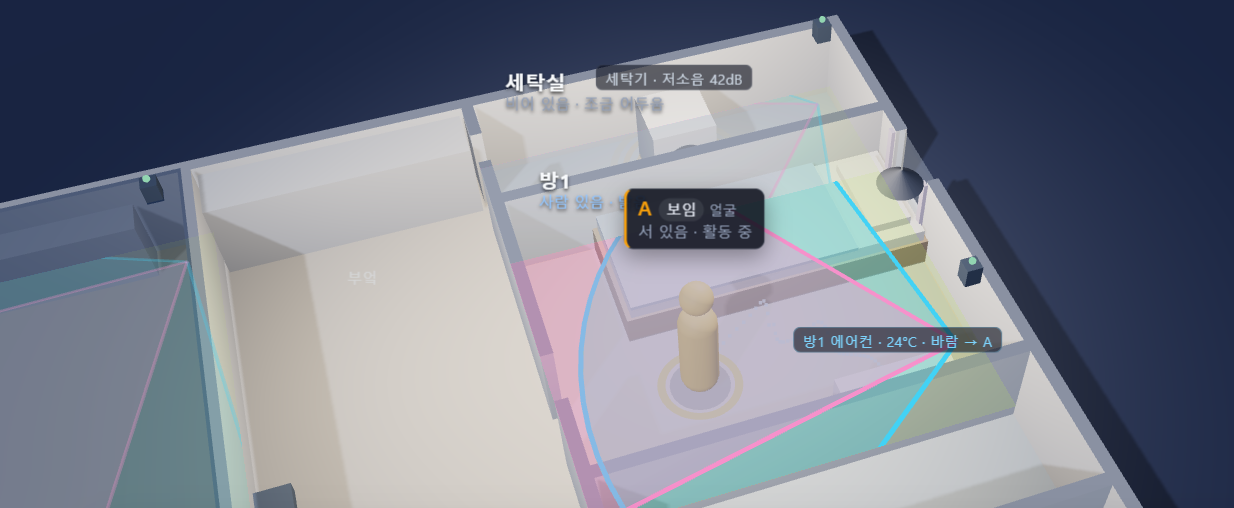 세탁실
세탁기 · 저소음 42dB
비어 있음 · 조금 어두움
방1
사람 있음 ·
A 보임 얼굴
서 있음 · 활동 중
부엌
방1 에어컨 · 24°C · 바람 → A